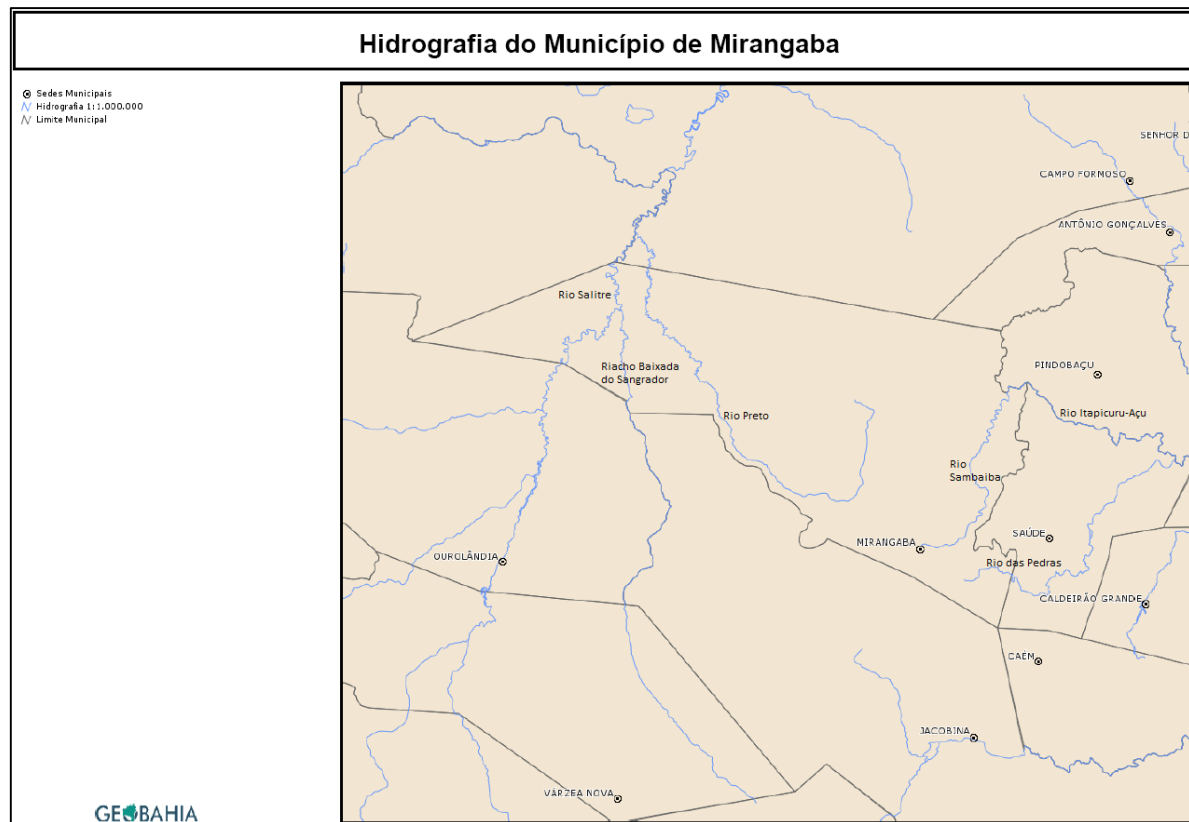 Hidrografia do Município de Mirangaba
Sedes Municipais
Hidrografia 1:1.000.000
Limite Municipal
SENHOR D
CAMPO FORMOSO
ANTÔNIO GONÇALVES
Rio Salitre
Riacho Baixada
do Sangrador
PINDOBAÇU
Rio Preto
Rio Itapicuru-Açu
Rio
Sambaiba
SAÚDE
MIRANGABA
OUROLÂNDIA
Rio das Pedras
CALDEIRÃO GRANDE
CAÉM
JACOBINA
VÁRZEA NOVA
GEOBAHIA